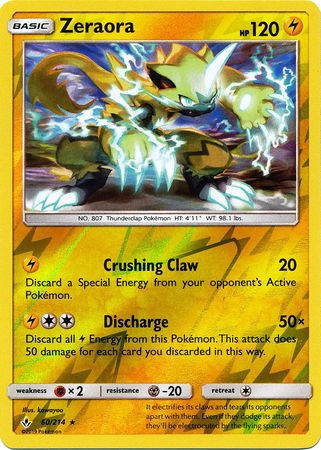 BASIC Zeraora HP 120
NO. 807 Thunderclap Pokémon HT: 4'11" WT: 98.1 lbs.
Crushing Claw 20
Discard a Special Energy from your opponent's Active
Pokémon.
Discharge 50×
Discard all Energy from this Pokémon. This attack does
50 damage for each card you discarded in this way.
weakness × 2 resistance -20 retreat
Illus. kawayoo
60/214 ★
©2019 Pokémon
It electrifies its claws and tears its opponents
apart with them. Even if they dodge its attack,
they'll be electrocuted by the flying sparks.